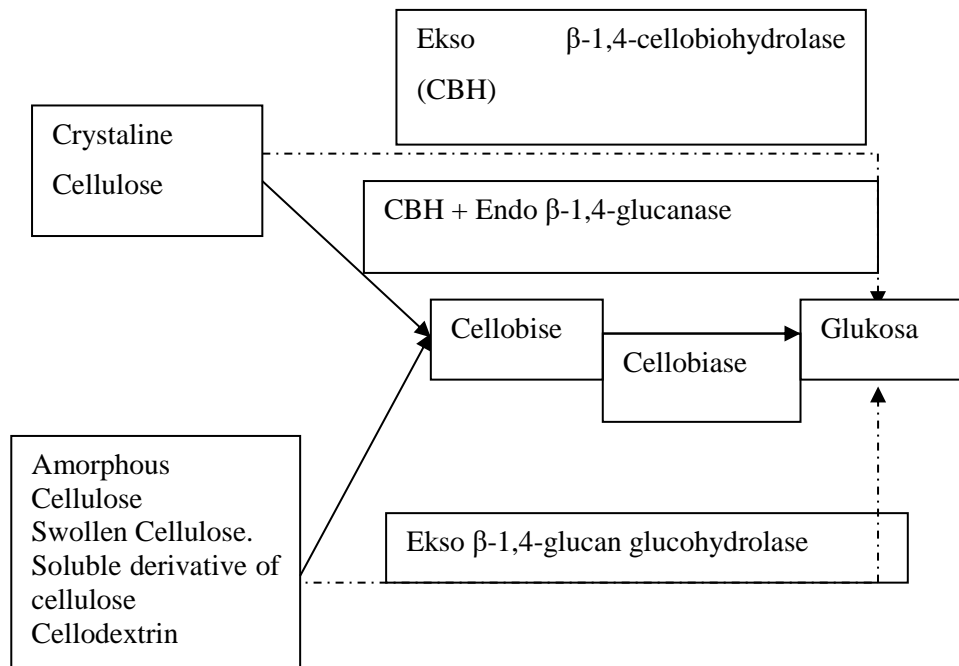 Ekso β-1,4-cellobiohydrolase
(CBH)
Crystaline
Cellulose
CBH + Endo β-1,4-glucanase
Cellobise
Glukosa
Cellobiase
Amorphous
Cellulose
Swollen Cellulose.
Soluble derivative of
cellulose
Cellodextrin
Ekso β-1,4-glucan glucohydrolase